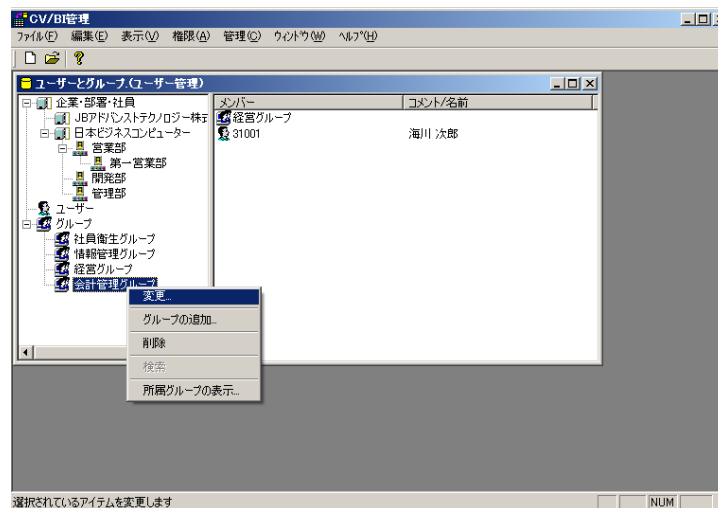 CV/BI管理
ファイル(F) 編集(E) 表示(V) 権限(A) 管理(C) ウィンドウ(W) ヘルプ(H)
ユーザーとグループ.(ユーザー管理)
企業・部署・社員
JBアドバンストテクノロジー株式
日本ビジネスコンピューター
営業部
第一営業部
開発部
管理部
ユーザー
グループ
社員衛生グループ
情報管理グループ
経営グループ
会計管理グループ
メンバー コメント/名前
経営グループ
31001 海川 次郎
変更...
グループの追加...
削除
検索
所属グループの表示...
選択されているアイテムを変更します
NUM